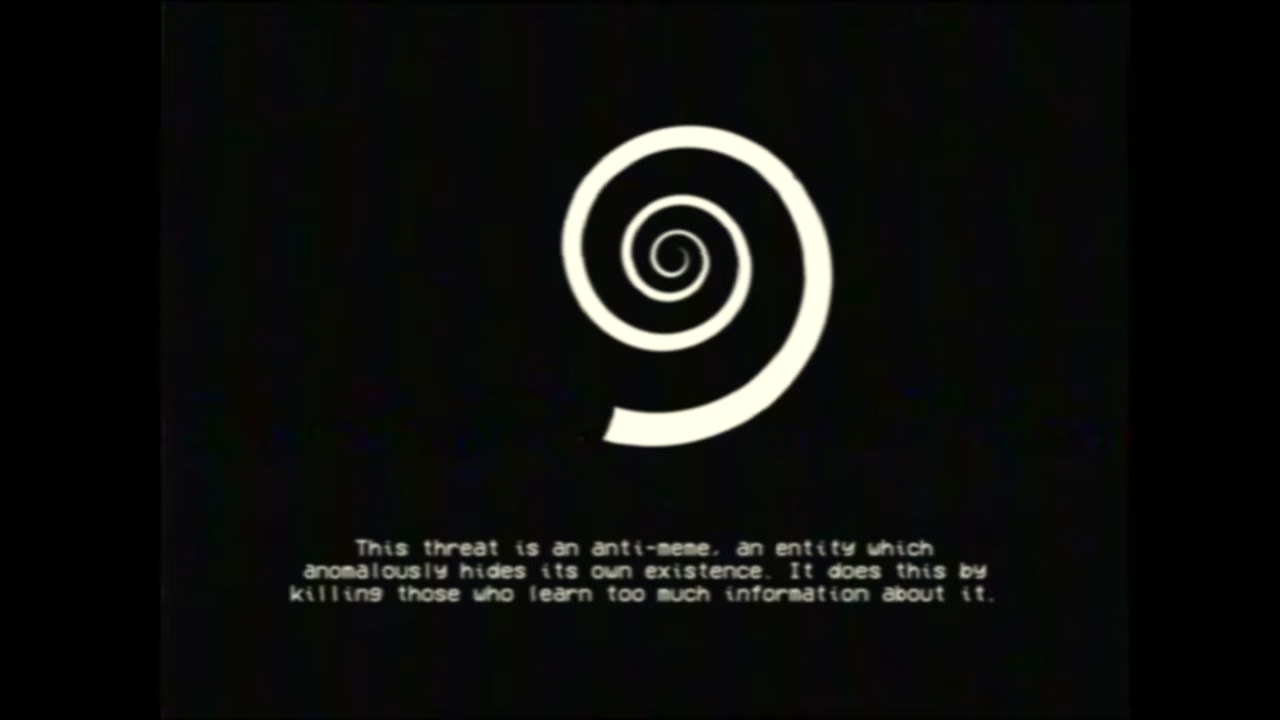 This threat is an anti-meme, an entity which
anomalously hides its own existence. It does this by
killing those who learn too much information about it.